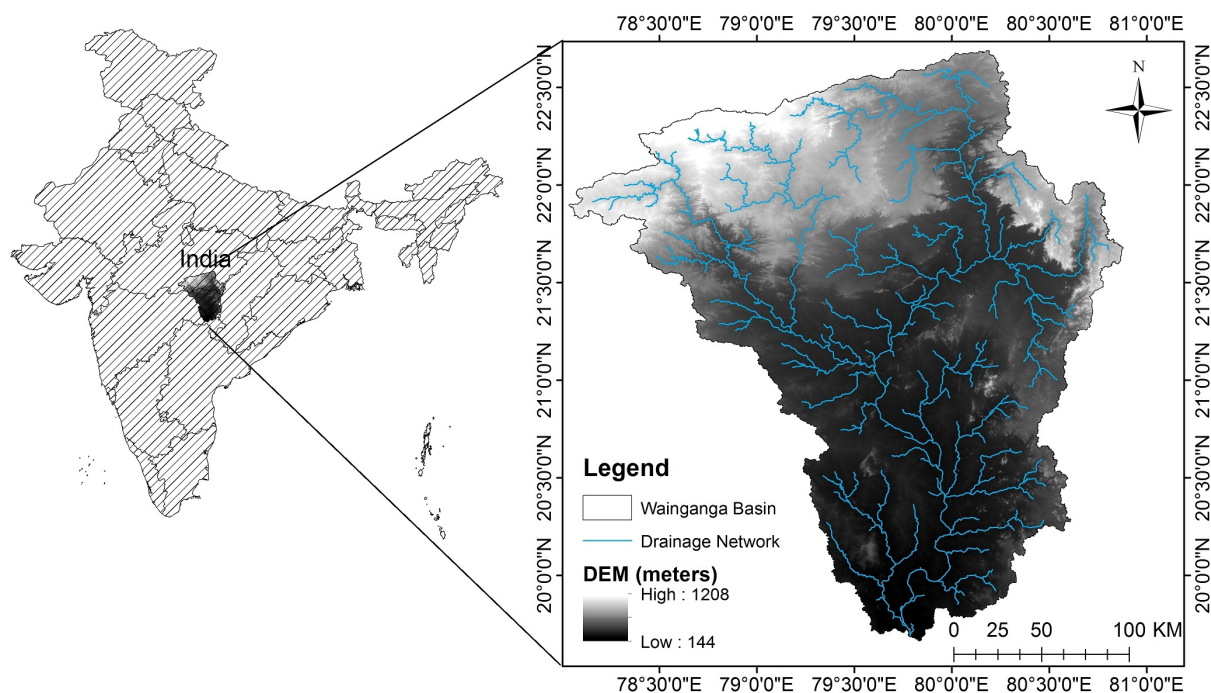 78°30'0"E 79°0'0"E 79°30'0"E 80°0'0"E 80°30'0"E 81°0'0"E
22°30'0"N
22°0'0"N
21°30'0"N
21°0'0"N
20°30'0"N
20°0'0"N
India
N
Legend
Wainganga Basin
Drainage Network
DEM (meters)
High : 1208
Low : 144
0 25 50 100 KM
22°30'0"N
22°0'0"N
21°30'0"N
21°0'0"N
20°30'0"N
20°0'0"N
78°30'0"E 79°0'0"E 79°30'0"E 80°0'0"E 80°30'0"E 81°0'0"E